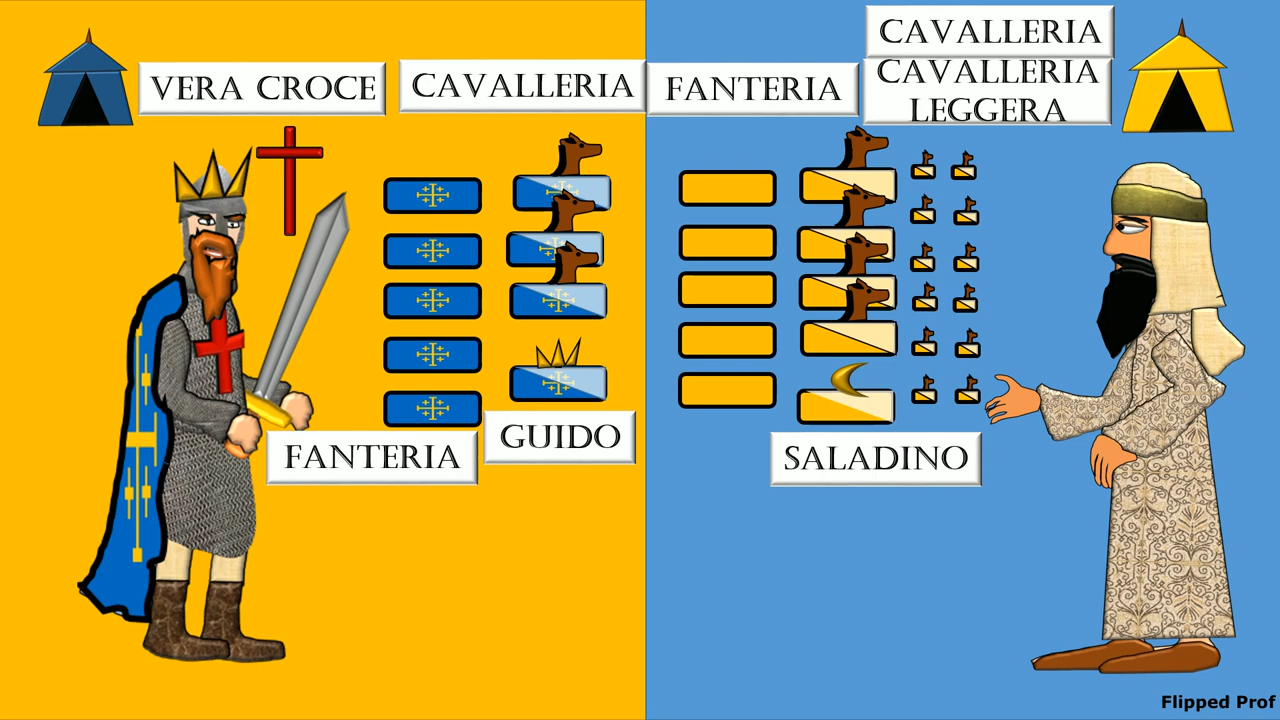 VERA CROCE
CAVALLERIA
FANTERIA
CAVALLERIA
CAVALLERIA
LEGGERA
FANTERIA
GUIDO
SALADINO
Flipped Prof